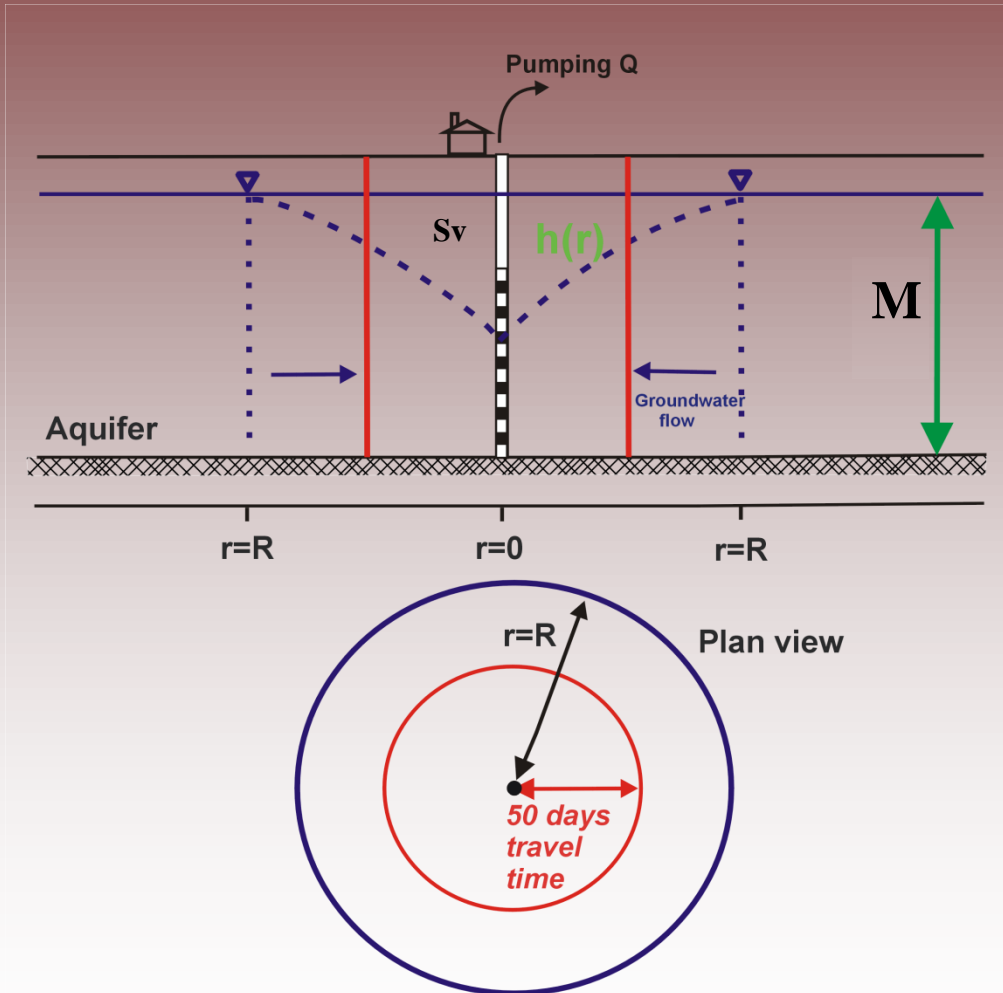 Pumping Q
Sv
h(r)
M
Groundwater
flow
Aquifer
r=R
r=0
r=R
r=R
Plan view
50 days
travel
time